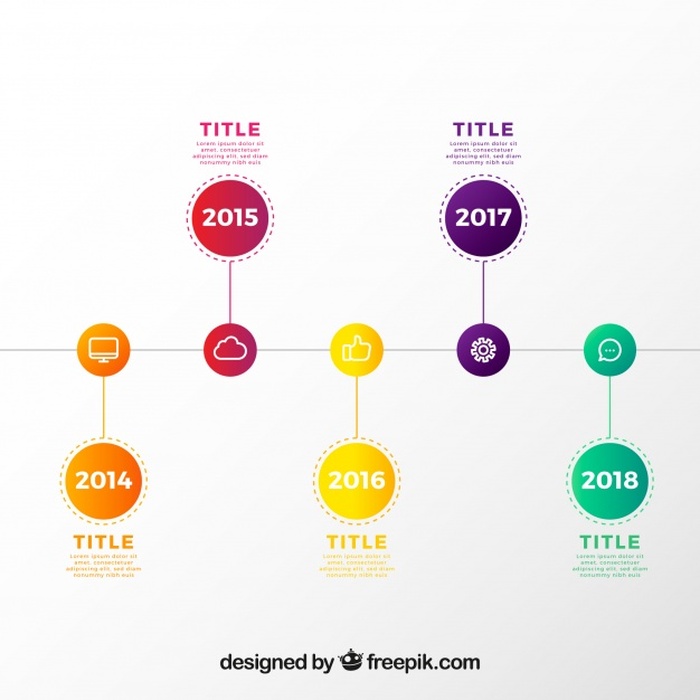 TITLE
Lorem ipsum dolor sit
amet, consectetuer
adipiscing elit, sed diam
nonummy nibh euis
2015
TITLE
Lorem ipsum dolor sit
amet, consectetuer
adipiscing elit, sed diam
nonummy nibh euis
2017
2014
TITLE
Lorem ipsum dolor sit
amet, consectetuer
adipiscing elit, sed diam
nonummy nibh euis
2016
TITLE
Lorem ipsum dolor sit
amet, consectetuer
adipiscing elit, sed diam
nonummy nibh euis
2018
TITLE
Lorem ipsum dolor sit
amet, consectetuer
adipiscing elit, sed diam
nonummy nibh euis
designed by freepik.com